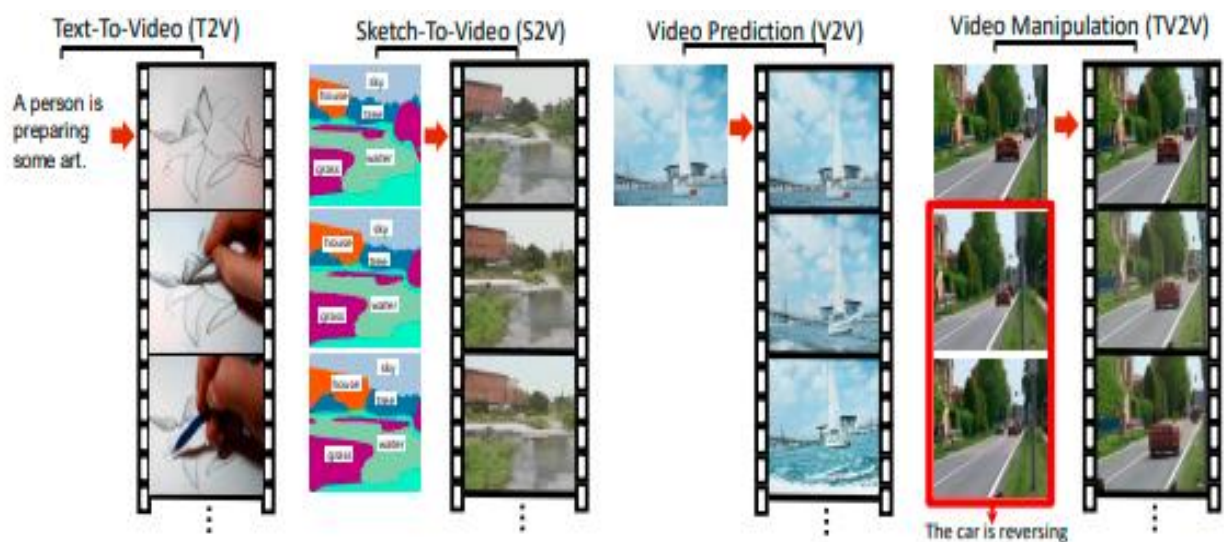 Text-To-Video (T2V)
Sketch-To-Video (S2V)
Video Prediction (V2V)
Video Manipulation (TV2V)
A person is
preparing
some art.
sky
house
tree
water
grass
sky
house
tree
water
grass
sky
house
tree
water
grass
The car is reversing